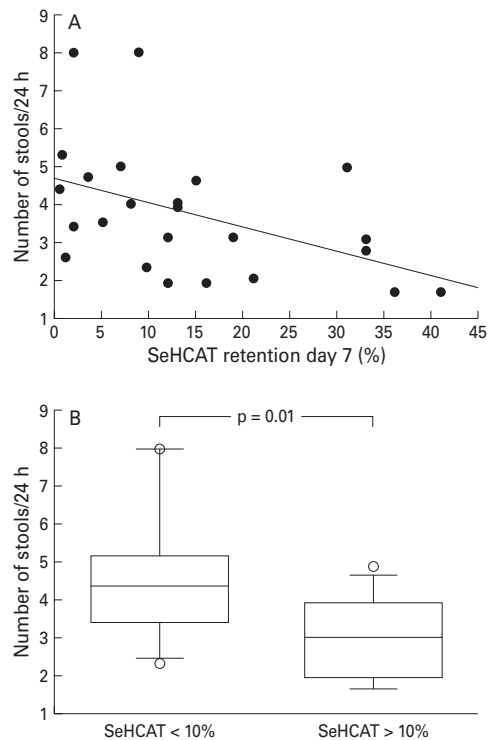 A
9
8
7
6
5
4
3
2
1
Number of stools/24 h
0 5 10 15 20 25 30 35 40 45
SeHCAT retention day 7 (%)
B
9
8
7
6
5
4
3
2
1
Number of stools/24 h
p = 0.01
SeHCAT < 10% SeHCAT > 10%